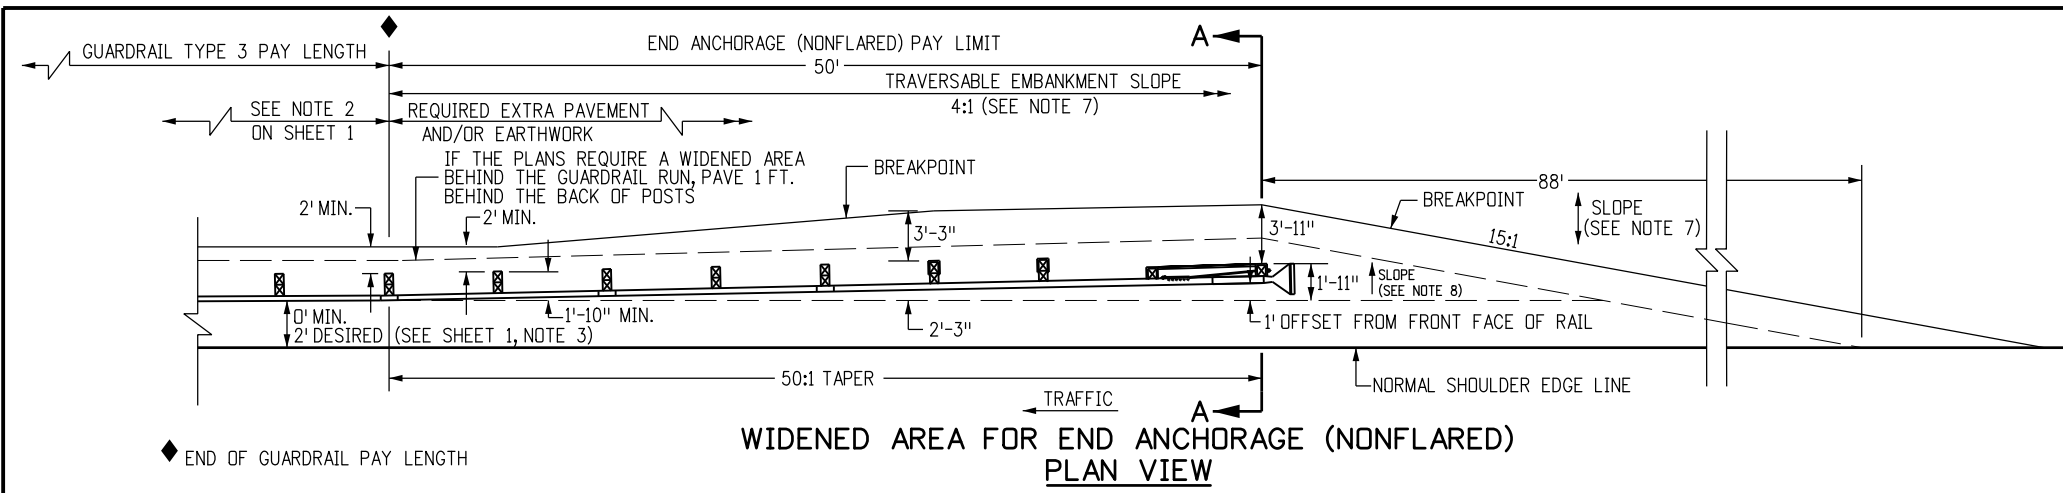 GUARDRAIL TYPE 3 PAY LENGTH
END ANCHORAGE (NONFLARED) PAY LIMIT
50'
A
TRAVERSABLE EMBANKMENT SLOPE
4:1 (SEE NOTE 7)
SEE NOTE 2
ON SHEET 1
REQUIRED EXTRA PAVEMENT
AND/OR EARTHWORK
IF THE PLANS REQUIRE A WIDENED AREA
BEHIND THE GUARDRAIL RUN, PAVE 1 FT.
BEHIND THE BACK OF POSTS
BREAKPOINT
88'
BREAKPOINT
SLOPE
(SEE NOTE 7)
2' MIN.
2' MIN.
3'-3"
3'-11"
15:1
1'-11"
SLOPE
(SEE NOTE 8)
0' MIN.
2' DESIRED (SEE SHEET 1, NOTE 3)
1'-10" MIN.
2'-3"
1' OFFSET FROM FRONT FACE OF RAIL
50:1 TAPER
NORMAL SHOULDER EDGE LINE
TRAFFIC
A
WIDENED AREA FOR END ANCHORAGE (NONFLARED)
PLAN VIEW
END OF GUARDRAIL PAY LENGTH